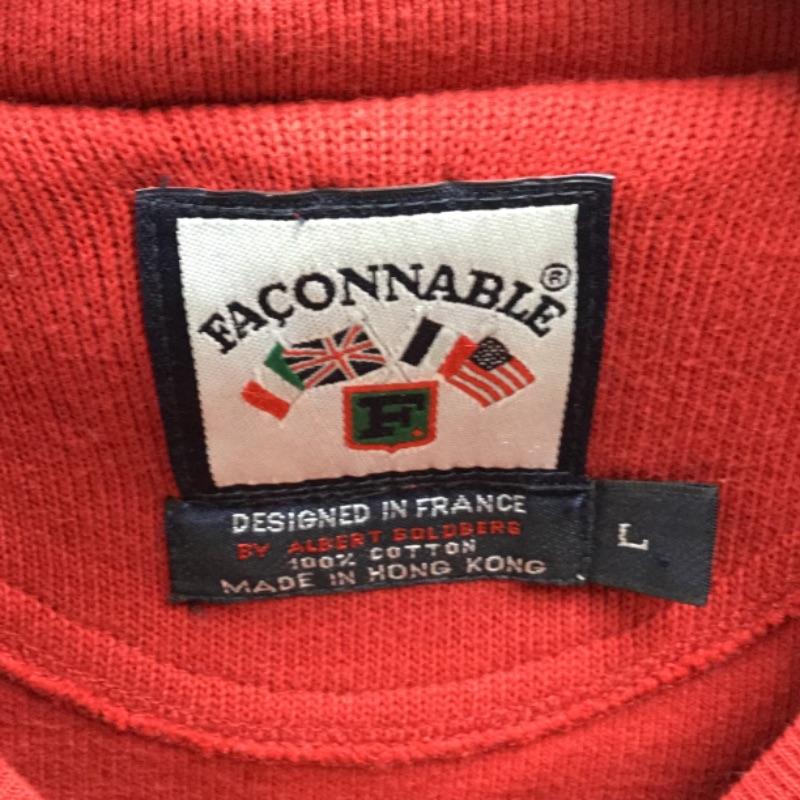 FAÇONNABLE®
F.
DESIGNED IN FRANCE
BY ALBERT GOLDBERG
100% COTTON
MADE IN HONG KONG
L